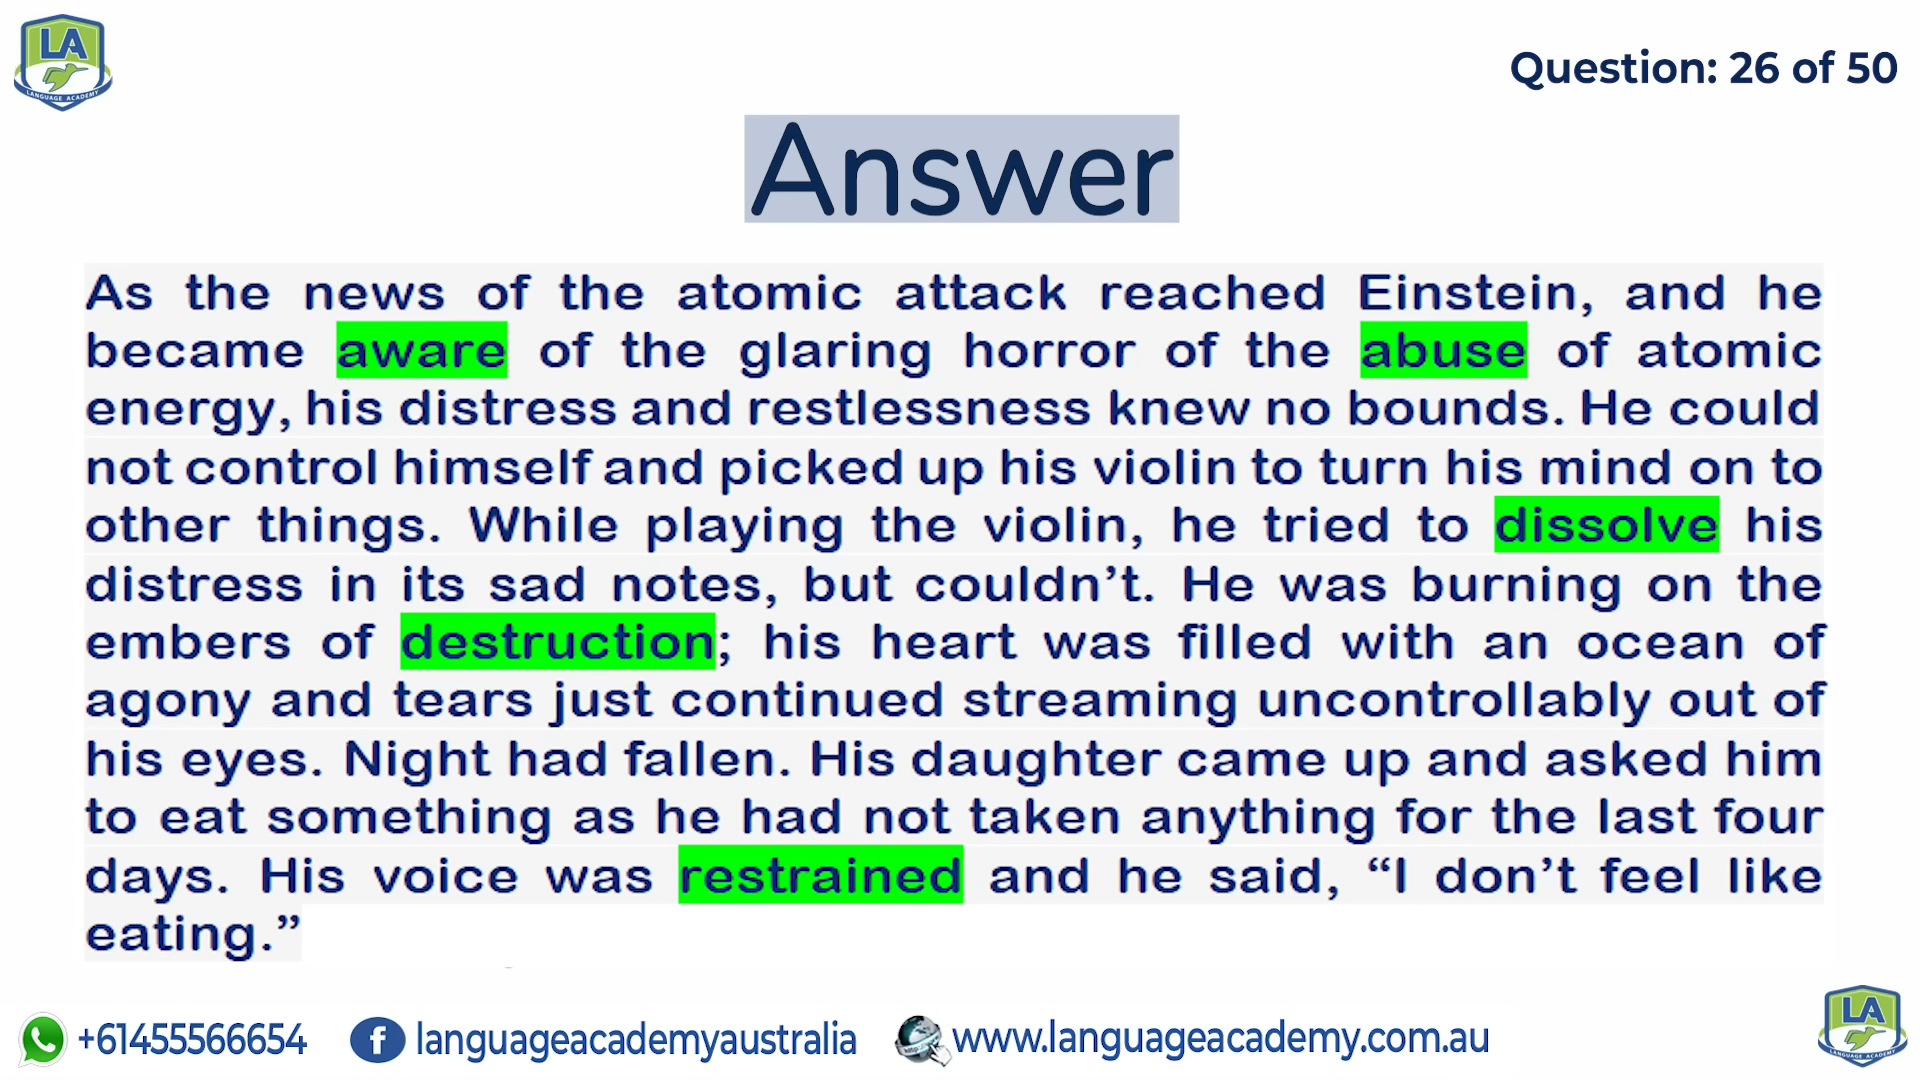 LA
LANGUAGE ACADEMY
Question: 26 of 50
Answer
As the news of the atomic attack reached Einstein, and he
became aware of the glaring horror of the abuse of atomic
energy, his distress and restlessness knew no bounds. He could
not control himself and picked up his violin to turn his mind on to
other things. While playing the violin, he tried to dissolve his
distress in its sad notes, but couldn’t. He was burning on the
embers of destruction; his heart was filled with an ocean of
agony and tears just continued streaming uncontrollably out of
his eyes. Night had fallen. His daughter came up and asked him
to eat something as he had not taken anything for the last four
days. His voice was restrained and he said, “I don’t feel like
eating.”
+61455566654
f languageacademyaustralia
http:// www.languageacademy.com.au
LA
LANGUAGE ACADEMY